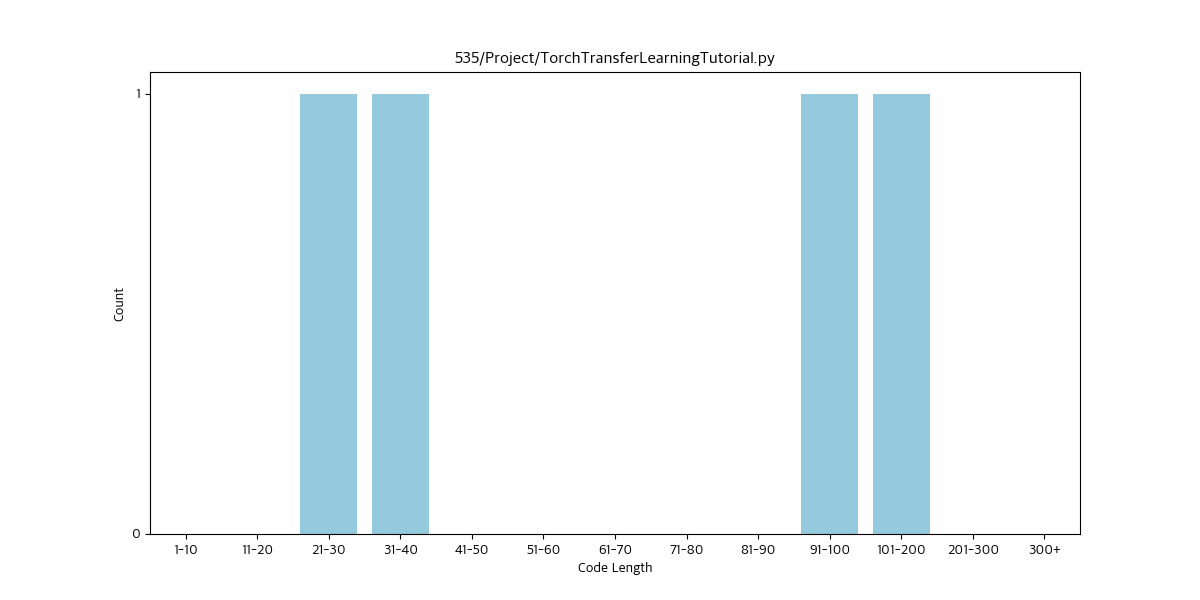 535/Project/TorchTransferLearningTutorial.py
1
0
Count
1-10 11-20 21-30 31-40 41-50 51-60 61-70 71-80 81-90 91-100 101-200 201-300 300+
Code Length